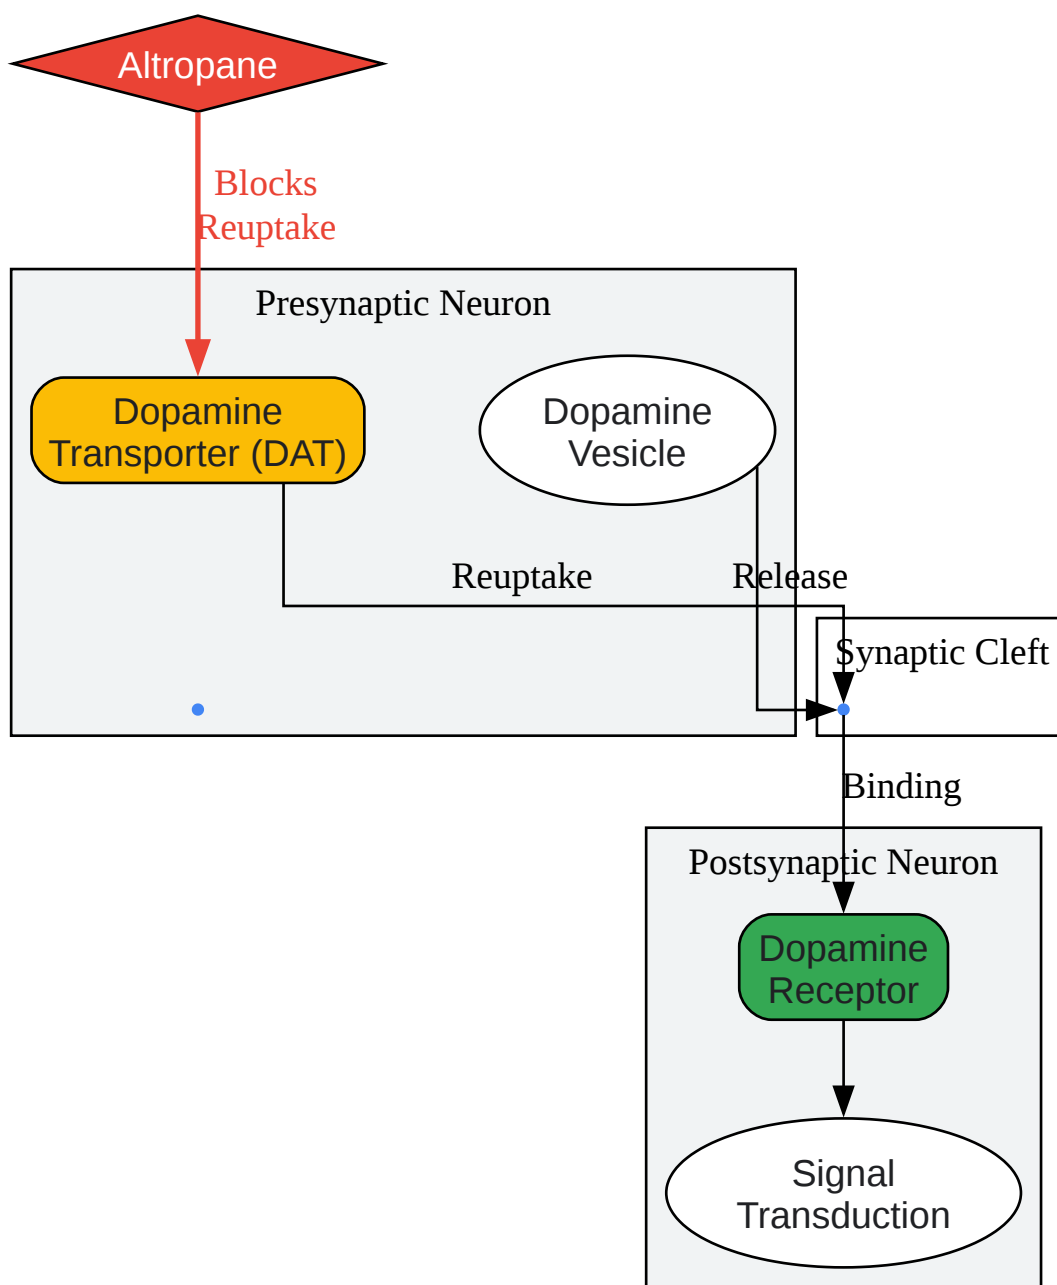 Altropane
Blocks
Reuptake
Presynaptic Neuron
Dopamine
Transporter (DAT)
Dopamine
Vesicle
Reuptake
Release
Synaptic Cleft
Binding
Postsynaptic Neuron
Dopamine
Receptor
Signal
Transduction